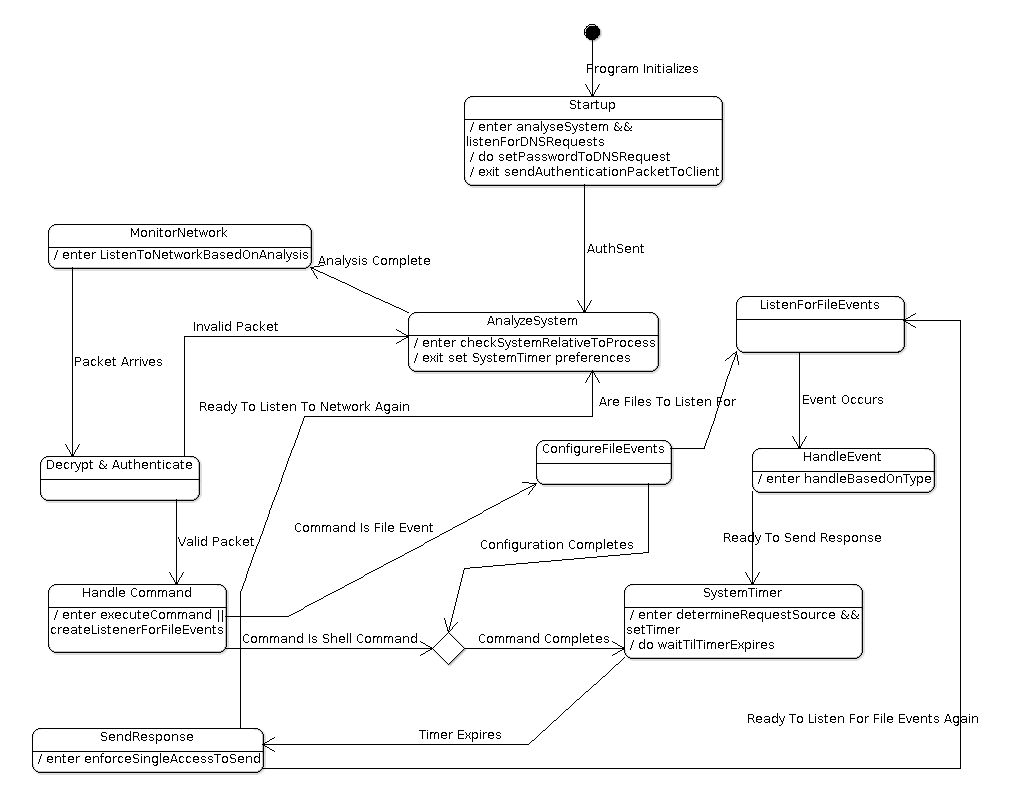 Program Initializes
Startup
/ enter analyseSystem &&
listenForDNSRequests
/ do setPasswordToDNSRequest
/ exit sendAuthenticationPacketToClient
AuthSent
MonitorNetwork
/ enter ListenToNetworkBasedOnAnalysis
Analysis Complete
ListenForFileEvents
AnalyzeSystem
/ enter checkSystemRelativeToProcess
/ exit set SystemTimer preferences
Invalid Packet
Packet Arrives
Ready To Listen To Network Again
Are Files To Listen For
Event Occurs
ConfigureFileEvents
HandleEvent
/ enter handleBasedOnType
Decrypt & Authenticate
Command Is File Event
Valid Packet
Configuration Completes
Ready To Send Response
Handle Command
/ enter executeCommand ||
createListenerForFileEvents
SystemTimer
/ enter determineRequestSource &&
setTimer
/ do waitTilTimerExpires
Command Is Shell Command
Command Completes
Ready To Listen For File Events Again
Timer Expires
SendResponse
/ enter enforceSingleAccessToSend